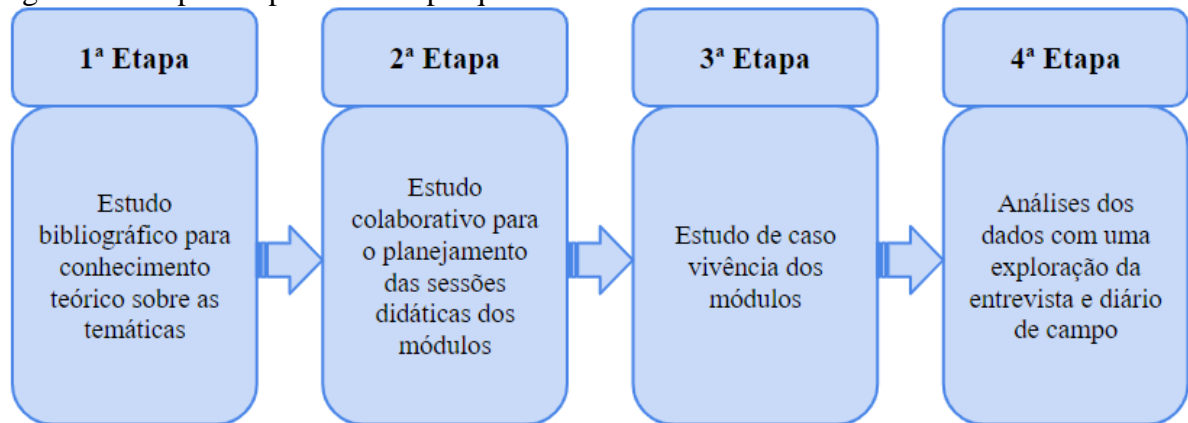 1ª Etapa
2ª Etapa
3ª Etapa
4ª Etapa
Estudo
bibliográfico para
conhecimento
teórico sobre as
temáticas
Estudo
colaborativo para
o planejamento
das sessões
didáticas dos
módulos
Estudo de caso
vivência dos
módulos
Análises dos
dados com uma
exploração da
entrevista e diário
de campo